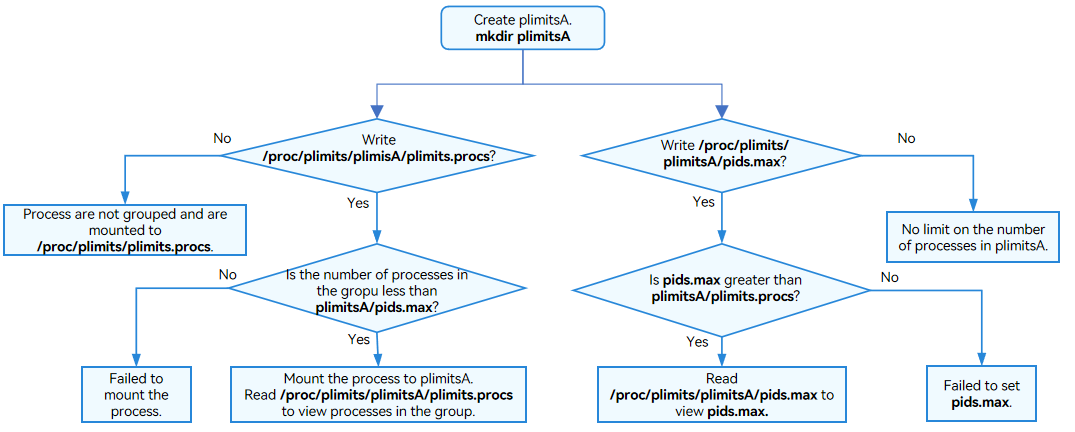 Create plimitsA.
mkdir plimitsA
No
Write
/proc/plimits/plimisA/plimits.procs?
Write /proc/plimits/
plimitsA/pids.max?
No
Yes
Yes
Process are not grouped and are
mounted to
/proc/plimits/plimits.procs.
No limit on the number
of processes in plimitsA.
No
Is the number of processes in
the gropu less than
plimitsA/pids.max?
Is pids.max greater than
plimitsA/plimits.procs?
No
Yes
Yes
Failed to
mount the
process.
Mount the process to plimitsA.
Read /proc/plimits/plimitsA/plimits.procs
to view processes in the group.
Read
/proc/plimits/plimitsA/pids.max to
view pids.max.
Failed to set
pids.max.